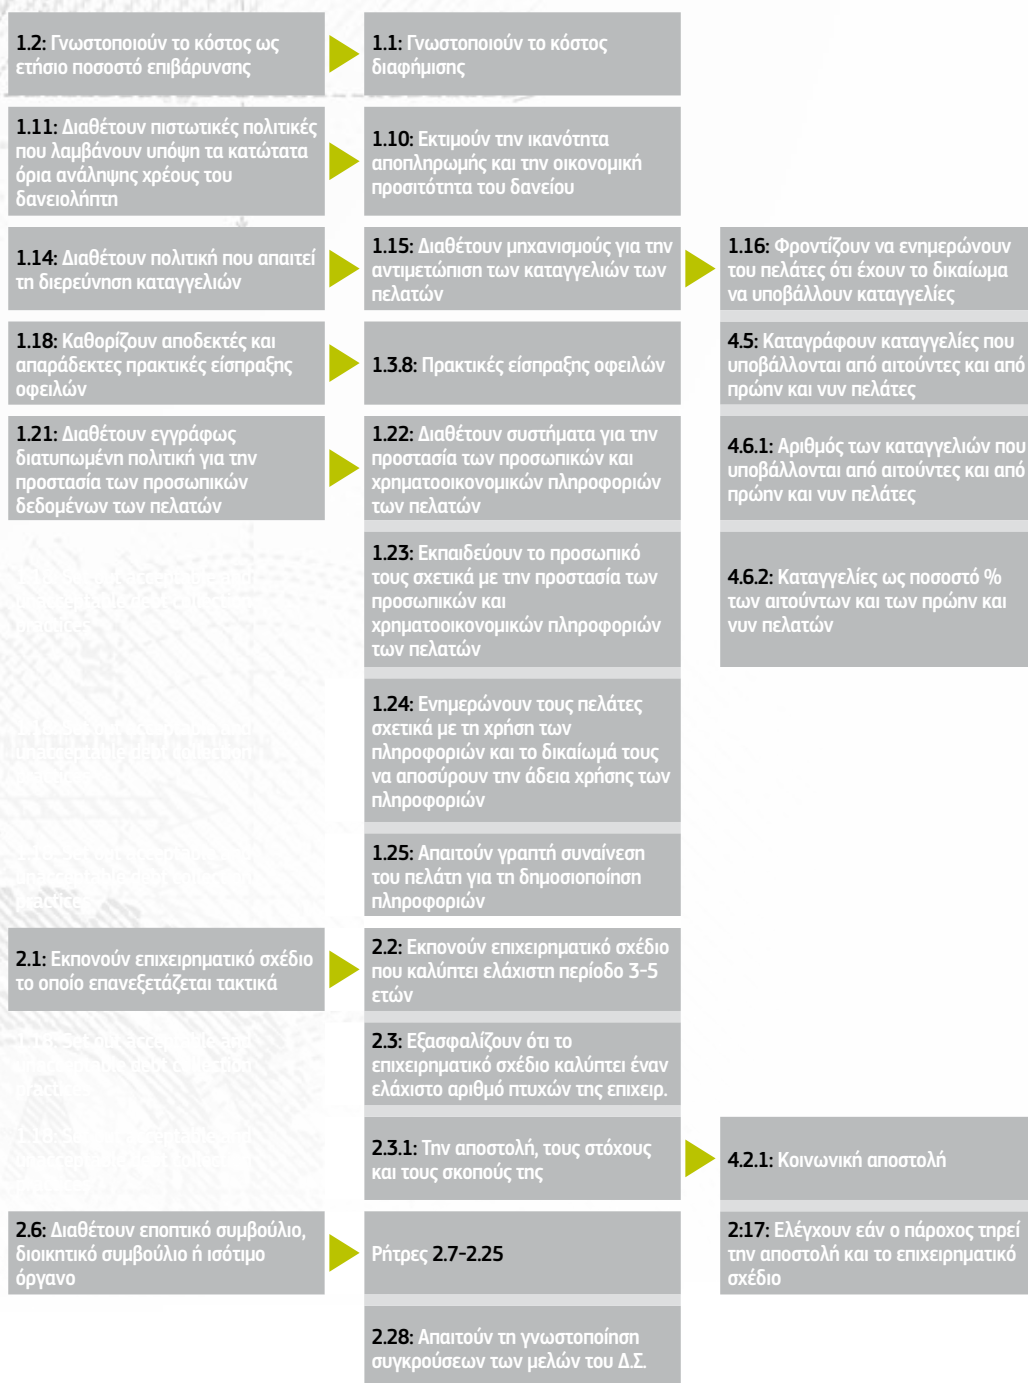 1.2: Γνωστοποιούν το κόστος ως
ετήσιο ποσοστό επιβάρυνσης
1.1: Γνωστοποιούν το κόστος
διαφήμισης
1.11: Διαθέτουν πιστωτικές πολιτικές
που λαμβάνουν υπόψη τα κατώτατα
όρια ανάληψης χρέους του
δανειολήπτη
1.10: Εκτιμούν την ικανότητα
αποπληρωμής και την οικονομική
προσιτότητα του δανείου
1.14: Διαθέτουν πολιτική που απαιτεί
τη διερεύνηση καταγγελιών
1.15: Διαθέτουν μηχανισμούς για την
αντιμετώπιση των καταγγελιών των
πελατών
1.16: Φροντίζουν να ενημερώνουν
του πελάτες ότι έχουν το δικαίωμα
να υποβάλλουν καταγγελίες
1.18: Καθορίζουν αποδεκτές και
απαράδεκτες πρακτικές είσπραξης
οφειλών
1.3.8: Πρακτικές είσπραξης οφειλών
4.5: Καταγράφουν καταγγελίες που
υποβάλλονται από αιτούντες και από
πρώην και νυν πελάτες
1.21: Διαθέτουν εγγράφως
διατυπωμένη πολιτική για την
προστασία των προσωπικών
δεδομένων των πελατών
1.22: Διαθέτουν συστήματα για την
προστασία των προσωπικών και
χρηματοοικονομικών πληροφοριών
των πελατών
4.6.1: Αριθμός των καταγγελιών που
υποβάλλονται από αιτούντες και από
πρώην και νυν πελάτες
1.23: Εκπαιδεύουν το προσωπικό
τους σχετικά με την προστασία των
προσωπικών και
χρηματοοικονομικών πληροφοριών
των πελατών
4.6.2: Καταγγελίες ως ποσοστό %
των αιτούντων και των πρώην και
νυν πελατών
1.24: Ενημερώνουν τους πελάτες
σχετικά με τη χρήση των
πληροφοριών και το δικαίωμά τους
να αποσύρουν την άδεια χρήσης των
πληροφοριών
unacceptable debt collection
1.25: Απαιτούν γραπτή συναίνεση
του πελάτη για τη δημοσιοποίηση
πληροφοριών
2.1: Εκπονούν επιχειρηματικό σχέδιο
το οποίο επανεξετάζεται τακτικά
2.2: Εκπονούν επιχειρηματικό σχέδιο
που καλύπτει ελάχιστη περίοδο 3-5
ετών
1.18: Set out acceptable and
unacceptable debt collection
practices
2.3: Εξασφαλίζουν ότι το
επιχειρηματικό σχέδιο καλύπτει έναν
ελάχιστο αριθμό πτυχών της επιχειρ.
2.3.1: Την αποστολή, τους στόχους
και τους σκοπούς της
4.2.1: Κοινωνική αποστολή
2.6: Διαθέτουν εποπτικό συμβούλιο,
διοικητικό συμβούλιο ή ισότιμο
όργανο
Ρήτρες 2.7-2.25
2:17: Ελέγχουν εάν ο πάροχος τηρεί
την αποστολή και το επιχειρηματικό
σχέδιο
2.28: Απαιτούν τη γνωστοποίηση
συγκρούσεων των μελών του Δ.Σ.